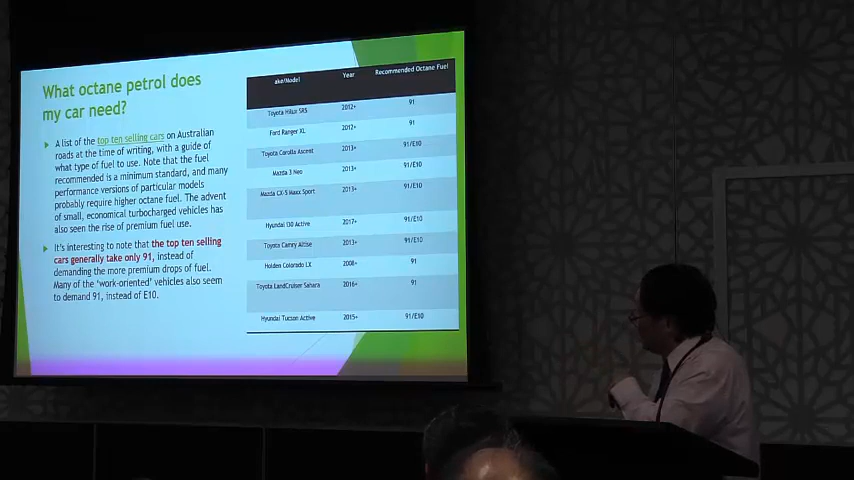 What octane petrol does
my car need?
A list of the top ten selling cars on Australian
roads at the time of writing, with a guide of
what type of fuel to use. Note that the fuel
recommended is a minimum standard, and many
performance versions of particular models
probably require higher octane fuel. The advent
of small, economical turbocharged vehicles has
also seen the rise of premium fuel use.
It's interesting to note that the top ten selling
cars generally take only 91, instead of
demanding the more premium drops of fuel.
Many of the 'work-oriented' vehicles also seem
to demand 91, instead of E10.
ake/Model Year Recommended Octane Fuel
Toyota Hilux SR5 2012+ 91
Ford Ranger XL 2012+ 91
Toyota Corolla Ascent 2013+ 91/E10
Mazda 3 Neo 2013+ 91/E10
Mazda CX-5 Maxx Sport 2013+ 91/E10
Hyundai i30 Active 2017+ 91/E10
Toyota Camry Altise 2013+ 91/E10
Holden Colorado LX 2008+ 91
Toyota LandCruiser Sahara 2016+ 91
Hyundai Tucson Active 2015+ 91/E10